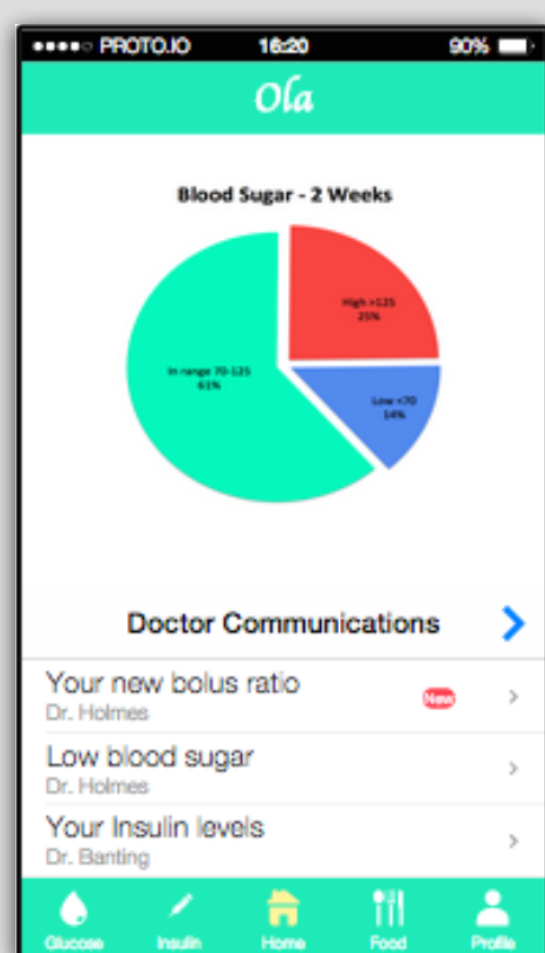 PROTO.IO 16:20 90%
Ola
Blood Sugar - 2 Weeks
High >125
25%
In range 70-125
61%
Low <70
14%
Doctor Communications
Your new bolus ratio
New
Dr. Holmes
Low blood sugar
Dr. Holmes
Your Insulin levels
Dr. Banting
Glucose Insulin Home Food Profile